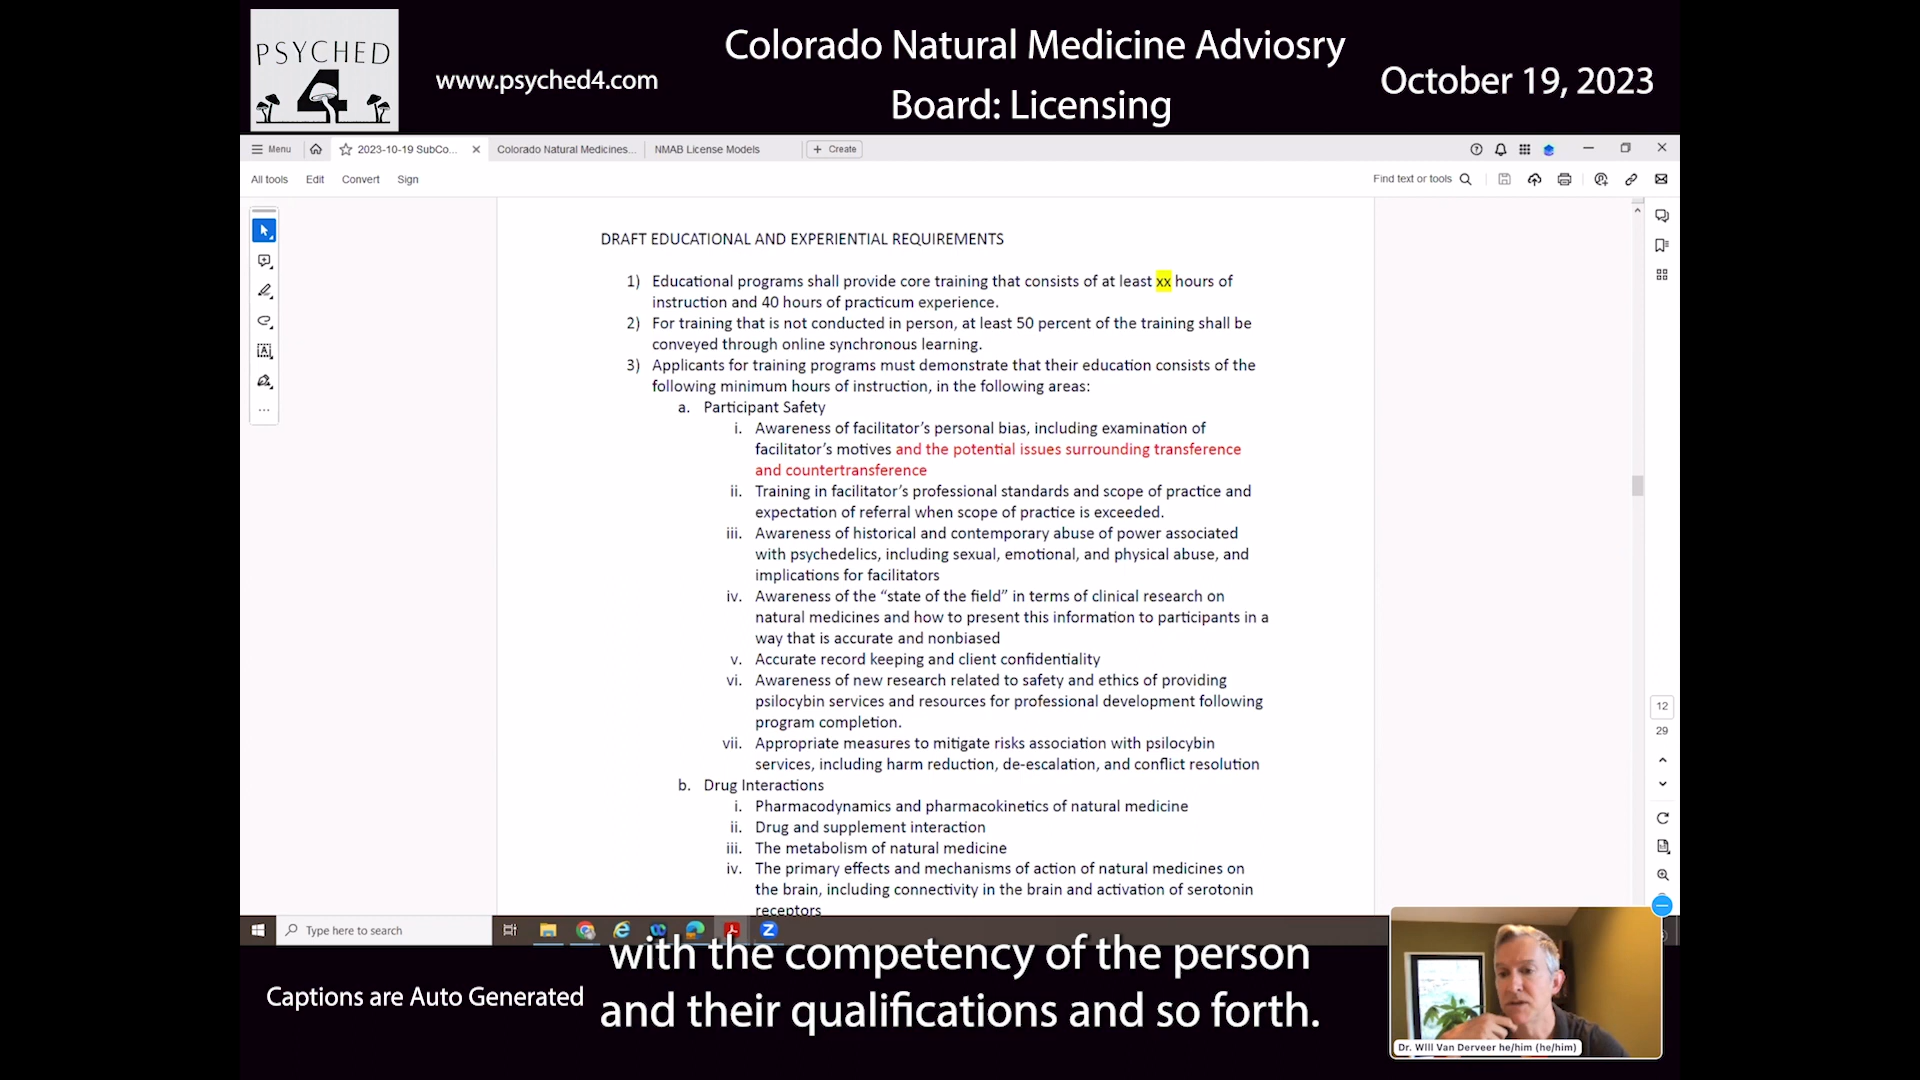 PSYCHED
4
www.psyched4.com
Colorado Natural Medicine Adviosry
Board: Licensing
October 19, 2023
Menu
2023-10-19 SubCo...
Colorado Natural Medicines...
NMAB License Models
+ Create
All tools
Edit
Convert
Sign
Find text or tools
DRAFT EDUCATIONAL AND EXPERIENTIAL REQUIREMENTS
1) Educational programs shall provide core training that consists of at least xx hours of
instruction and 40 hours of practicum experience.
2) For training that is not conducted in person, at least 50 percent of the training shall be
conveyed through online synchronous learning.
3) Applicants for training programs must demonstrate that their education consists of the
following minimum hours of instruction, in the following areas:
a. Participant Safety
i. Awareness of facilitator’s personal bias, including examination of
facilitator’s motives and the potential issues surrounding transference
and countertransference
ii. Training in facilitator’s professional standards and scope of practice and
expectation of referral when scope of practice is exceeded.
iii. Awareness of historical and contemporary abuse of power associated
with psychedelics, including sexual, emotional, and physical abuse, and
implications for facilitators
iv. Awareness of the “state of the field” in terms of clinical research on
natural medicines and how to present this information to participants in a
way that is accurate and nonbiased
v. Accurate record keeping and client confidentiality
vi. Awareness of new research related to safety and ethics of providing
psilocybin services and resources for professional development following
program completion.
vii. Appropriate measures to mitigate risks association with psilocybin
services, including harm reduction, de-escalation, and conflict resolution
b. Drug Interactions
i. Pharmacodynamics and pharmacokinetics of natural medicine
ii. Drug and supplement interaction
iii. The metabolism of natural medicine
iv. The primary effects and mechanisms of action of natural medicines on
the brain, including connectivity in the brain and activation of serotonin
receptors
12
29
Type here to search
with the competency of the person
and their qualifications and so forth.
Captions are Auto Generated
Dr. Will Van Derveer he/him (he/him)